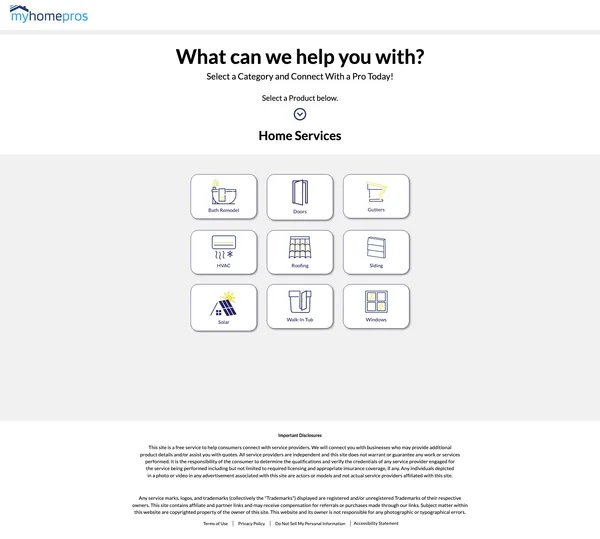 myhomepros
What can we help you with?
Select a Category and Connect With a Pro Today!
Select a Product below.
Home Services
Bath Remodel
Doors
Gutters
HVAC
Roofing
Siding
Solar
Walk-In Tub
Windows
Important Disclosures
This site is a free service to help consumers connect with service providers. We will connect you with businesses who may provide additional
product details and/or assist you with quotes. All service providers are independent and this site does not warrant or guarantee any work or services
performed. It is the responsibility of the consumer to determine the qualifications and verify the credentials of any service provider engaged for
the service being performed including but not limited to required licensing and appropriate insurance coverage, if any. Any individuals depicted
in a photo or video in any advertisement associated with this site are actors or models and not actual service providers affiliated with this site.
Any service marks, logos, and trademarks (collectively the "Trademarks") displayed are registered and/or unregistered Trademarks of their respective
owners. This site contains affiliate and partner links and may receive compensation for referrals or purchases made through our links. Subject matter within
this website are copyrighted property of the owner of this site. This website and its owner is not responsible for any photographic or typographical errors.
Terms of Use | Privacy Policy | Do Not Sell My Personal Information | Accessibility Statement